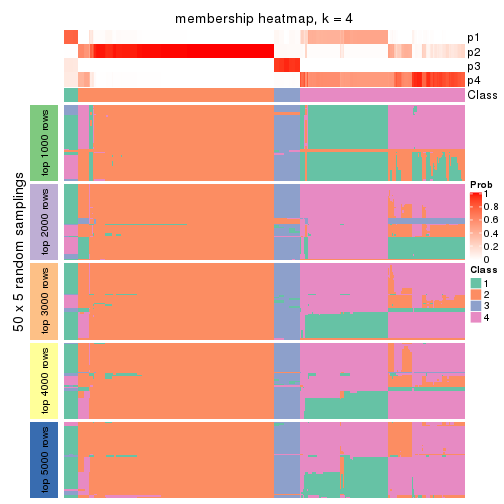 membership heatmap, k = 4
p1
p2
p3
p4
Class
50 x 5 random samplings
top 1000 rows
top 2000 rows
top 3000 rows
top 4000 rows
top 5000 rows
Prob
1
0.8
0.6
0.4
0.2
0
Class
1
2
3
4